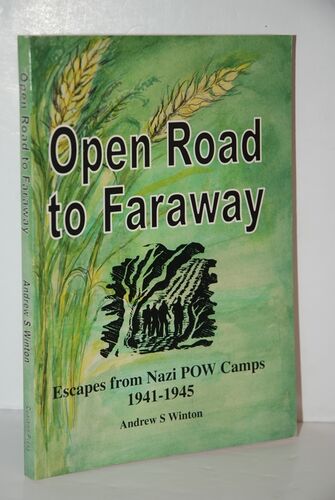 Open Road
to Faraway
Escapes from Nazi POW Camps
1941-1945
Andrew S Winton
Open Road to Faraway
Andrew S Winton